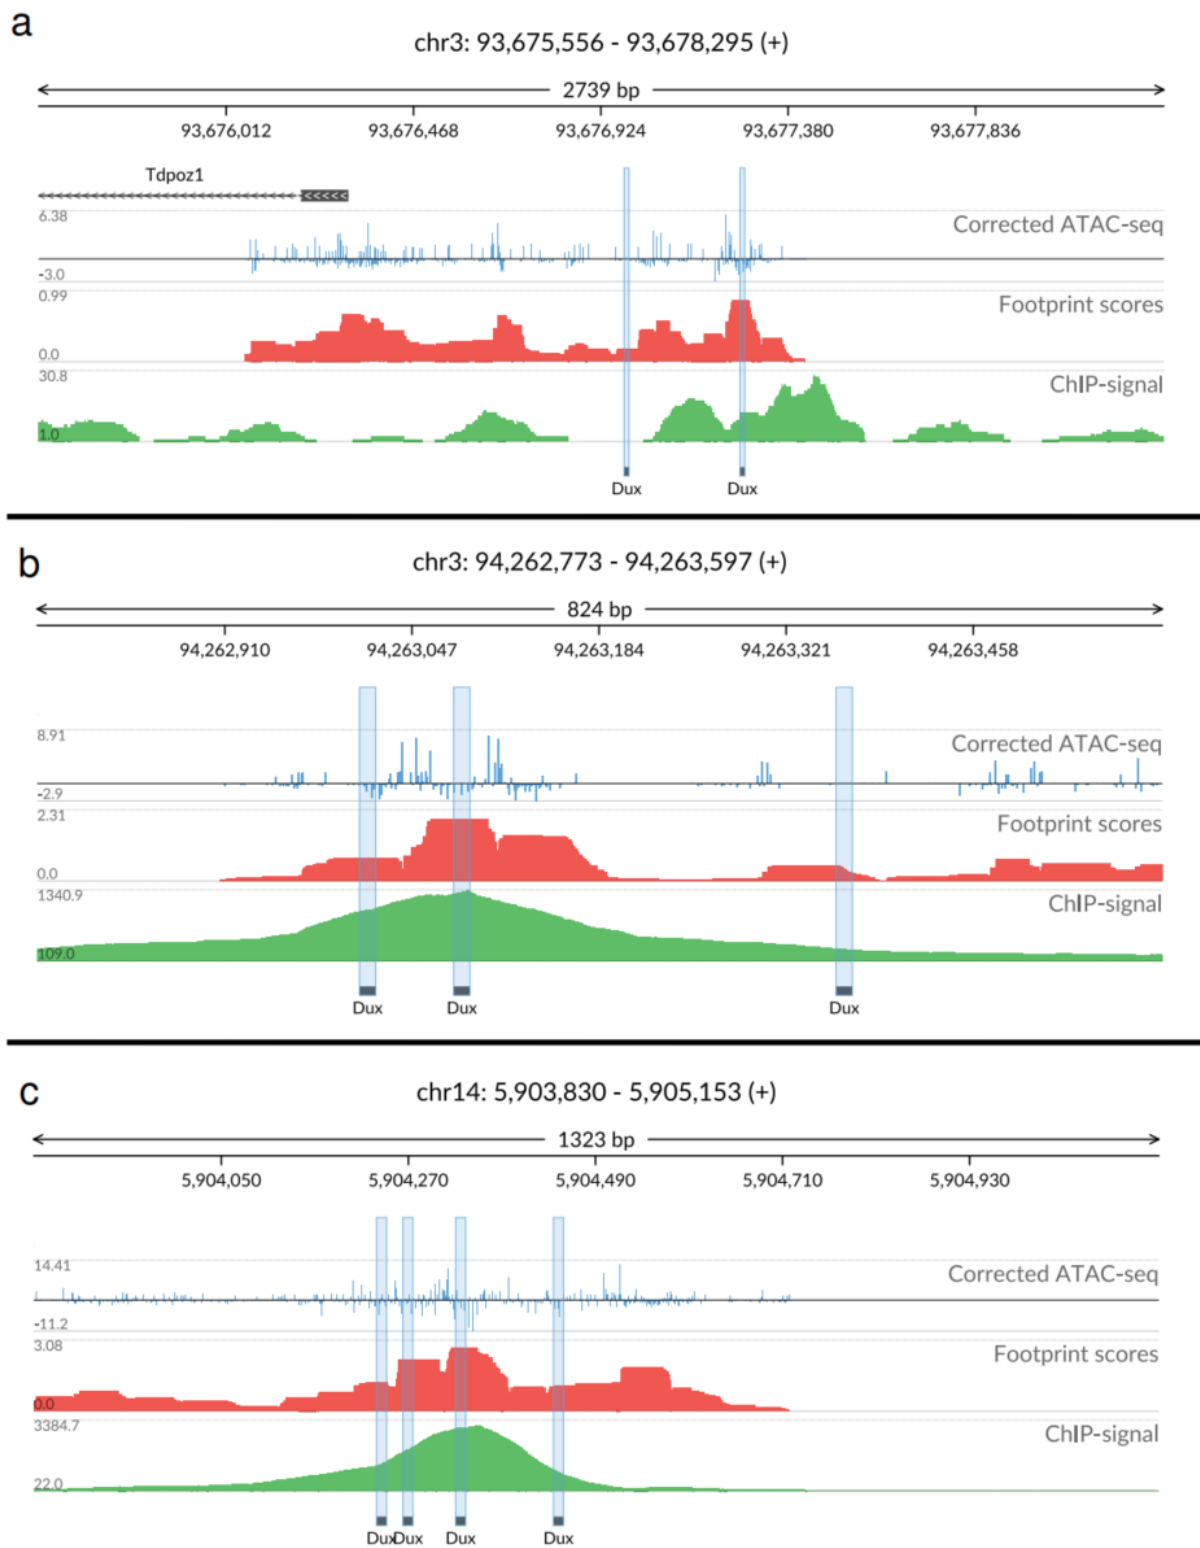 a
chr3: 93,675,556 - 93,678,295 (+)
2739 bp
93,676,012 93,676,468 93,676,924 93,677,380 93,677,836
Tdpoz1
6.38
Corrected ATAC-seq
-3.0
0.99
Footprint scores
0.0
30.8
ChIP-signal
1.0
Dux Dux
b
chr3: 94,262,773 - 94,263,597 (+)
824 bp
94,262,910 94,263,047 94,263,184 94,263,321 94,263,458
8.91
Corrected ATAC-seq
-2.9
2.31
Footprint scores
0.0
1340.9
ChIP-signal
109.0
Dux Dux Dux
c
chr14: 5,903,830 - 5,905,153 (+)
1323 bp
5,904,050 5,904,270 5,904,490 5,904,710 5,904,930
14.41
Corrected ATAC-seq
-11.2
3.08
Footprint scores
0.0
3384.7
ChIP-signal
22.0
Dux Dux Dux Dux